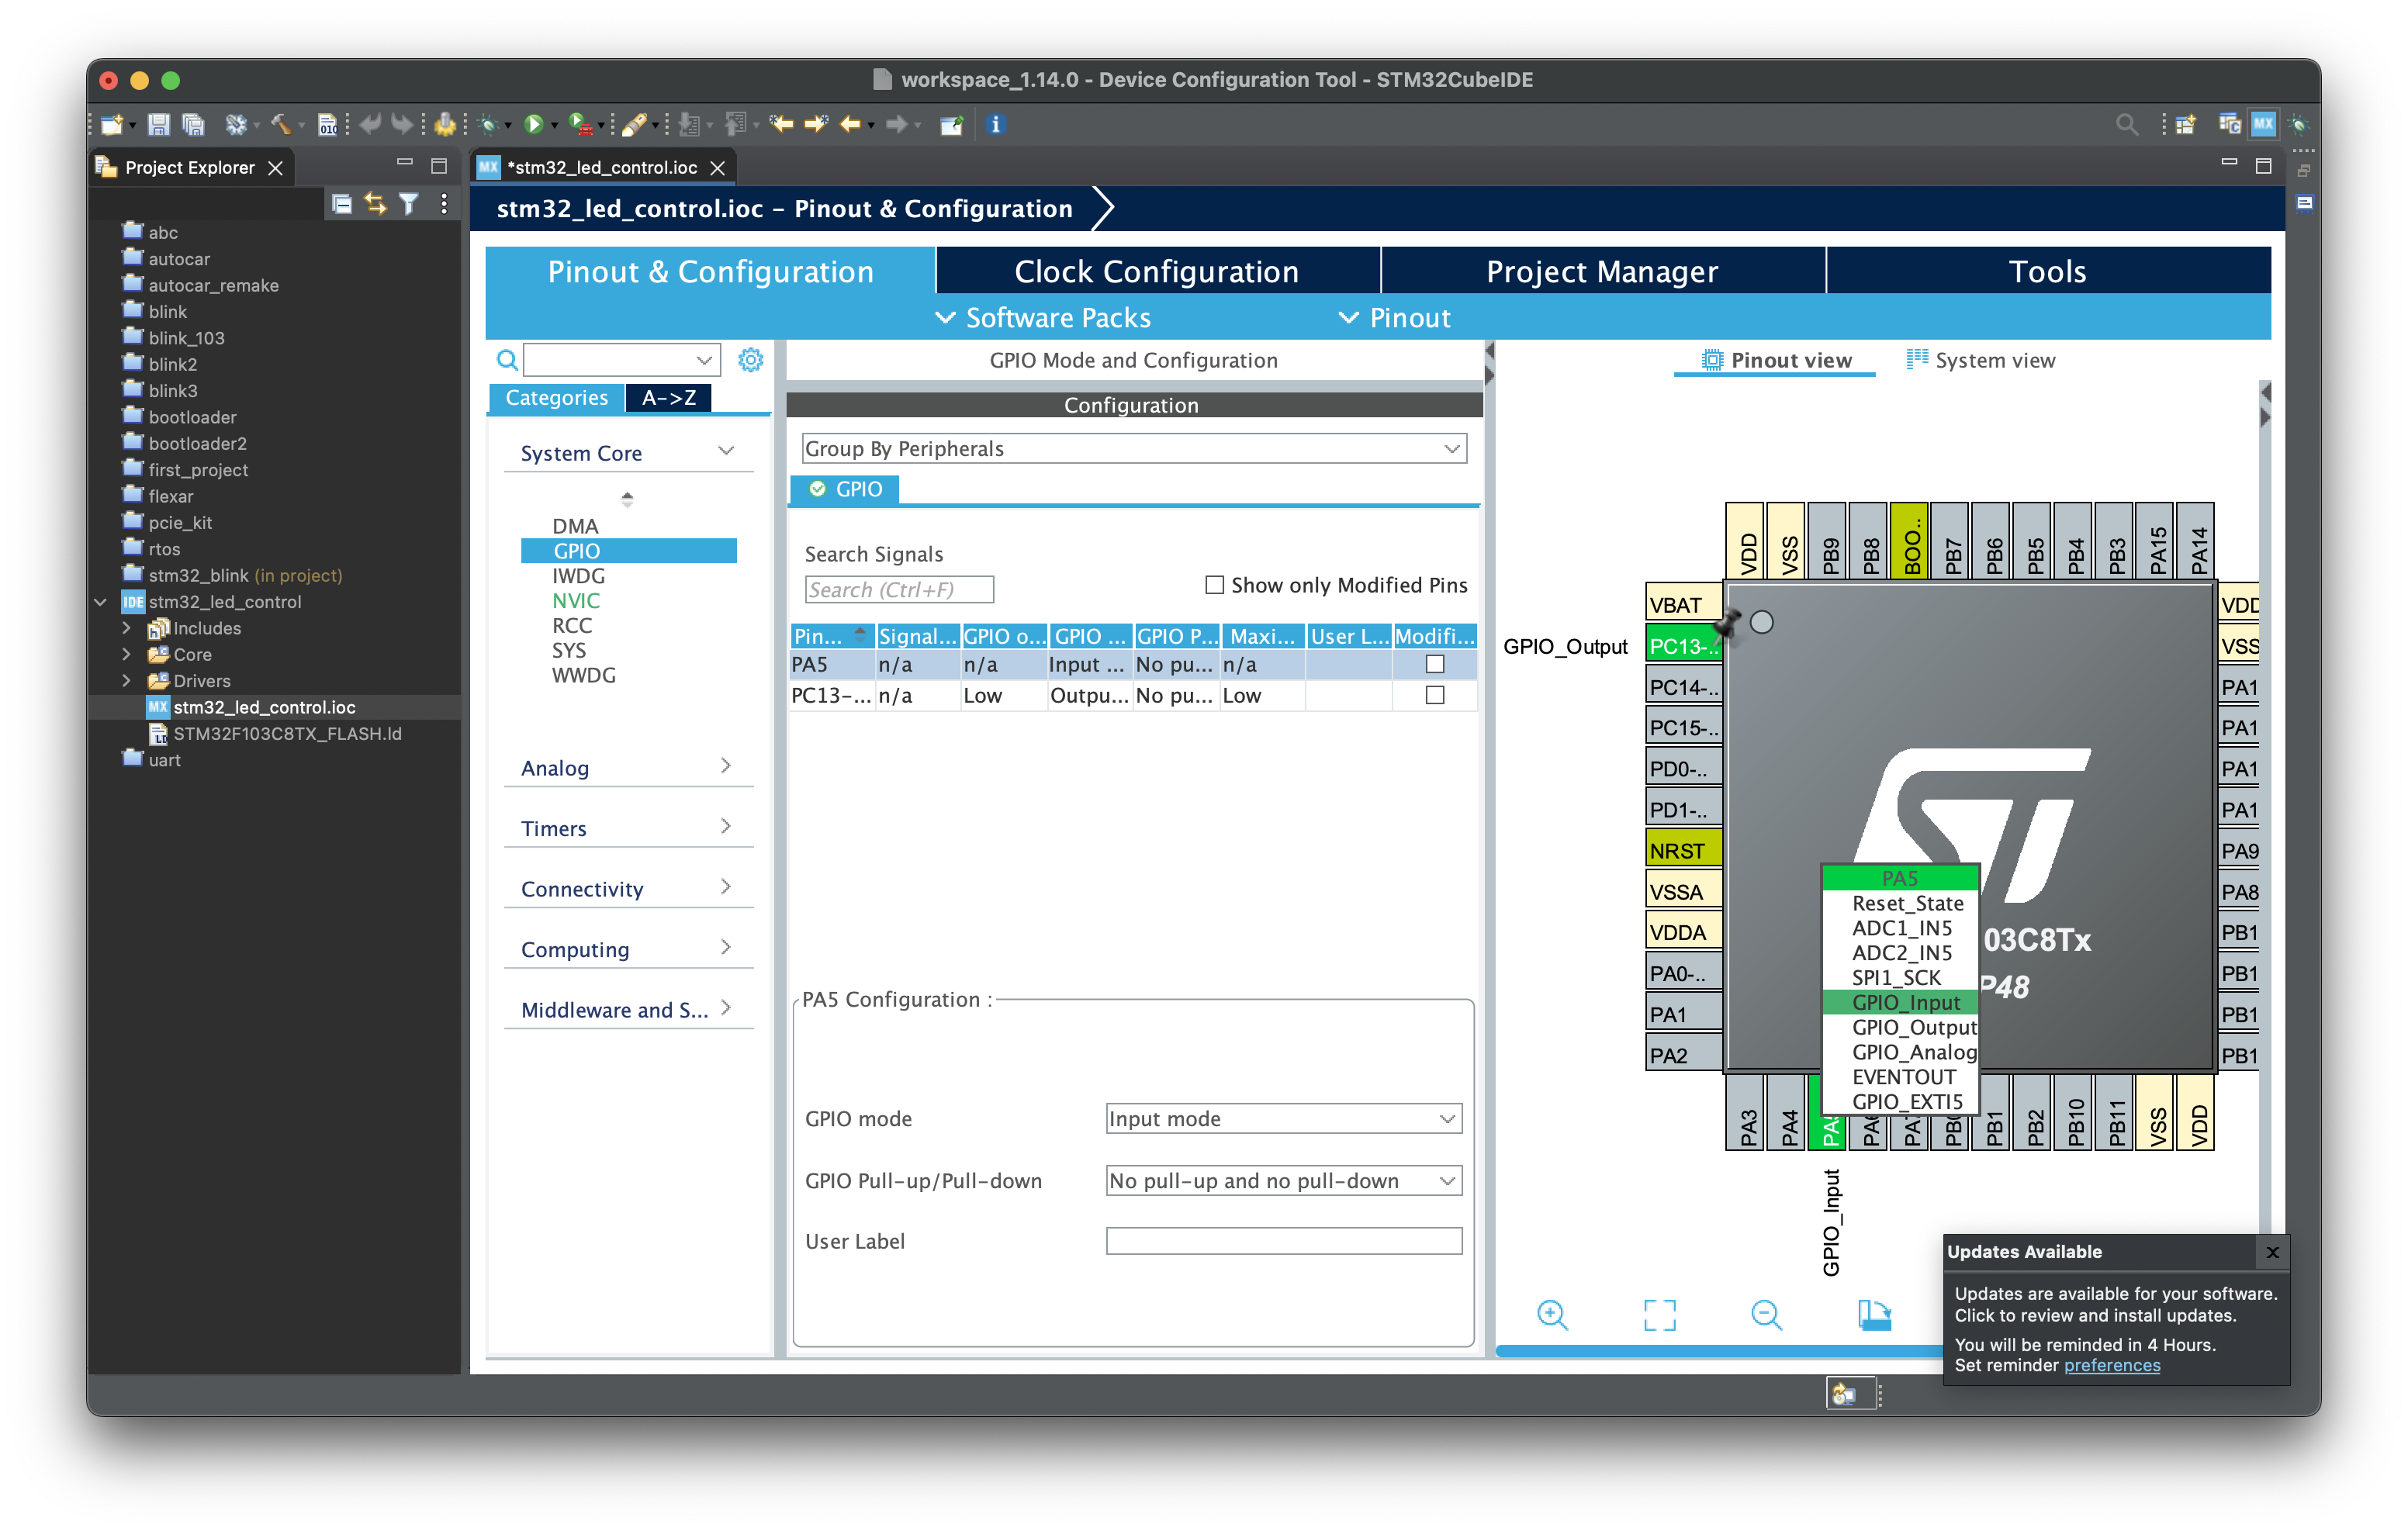 workspace_1.14.0 - Device Configuration Tool - STM32CubeIDE
Project Explorer
*stm32_led_control.ioc
stm32_led_control.ioc – Pinout & Configuration
abc
autocar
autocar_remake
blink
blink_103
blink2
blink3
bootloader
bootloader2
first_project
flexar
pcie_kit
rtos
stm32_blink (in project)
IDE stm32_led_control
Includes
Core
Drivers
MX stm32_led_control.ioc
STM32F103C8TX_FLASH.ld
uart
Pinout & Configuration
Clock Configuration
Project Manager
Tools
Software Packs
Pinout
Categories
A->Z
System Core
DMA
GPIO
IWDG
NVIC
RCC
SYS
WWDG
Analog
Timers
Connectivity
Computing
Middleware and S...
GPIO Mode and Configuration
Configuration
Group By Peripherals
GPIO
Search Signals
Search (Ctrl+F)
Show only Modified Pins
Pin... Signal... GPIO o... GPIO ... GPIO P... Maxi... User L... Modifi...
PA5 n/a n/a Input ... No pu... n/a
PC13-... n/a Low Outpu... No pu... Low
PA5 Configuration :
GPIO mode
Input mode
GPIO Pull-up/Pull-down
No pull-up and no pull-down
User Label
Pinout view
System view
VDD
VSS
PB9
PB8
BOO..
PB7
PB6
PB5
PB4
PB3
PA15
PA14
VBAT
GPIO_Output
PC13-..
PC14-..
PC15-..
PD0-..
PD1-..
NRST
VSSA
VDDA
PA0-..
PA1
PA2
VDD
VSS
PA1
PA1
PA1
PA1
PA9
PA8
PB1
PB1
PB1
PB1
ST
03C8Tx
P48
PA5
Reset_State
ADC1_IN5
ADC2_IN5
SPI1_SCK
GPIO_Input
GPIO_Output
GPIO_Analog
EVENTOUT
GPIO_EXTI5
PA3
PA4
PB1
PB2
PB10
PB11
VSS
VDD
GPIO_Input
Updates Available
Updates are available for your software.
Click to review and install updates.
You will be reminded in 4 Hours.
Set reminder preferences